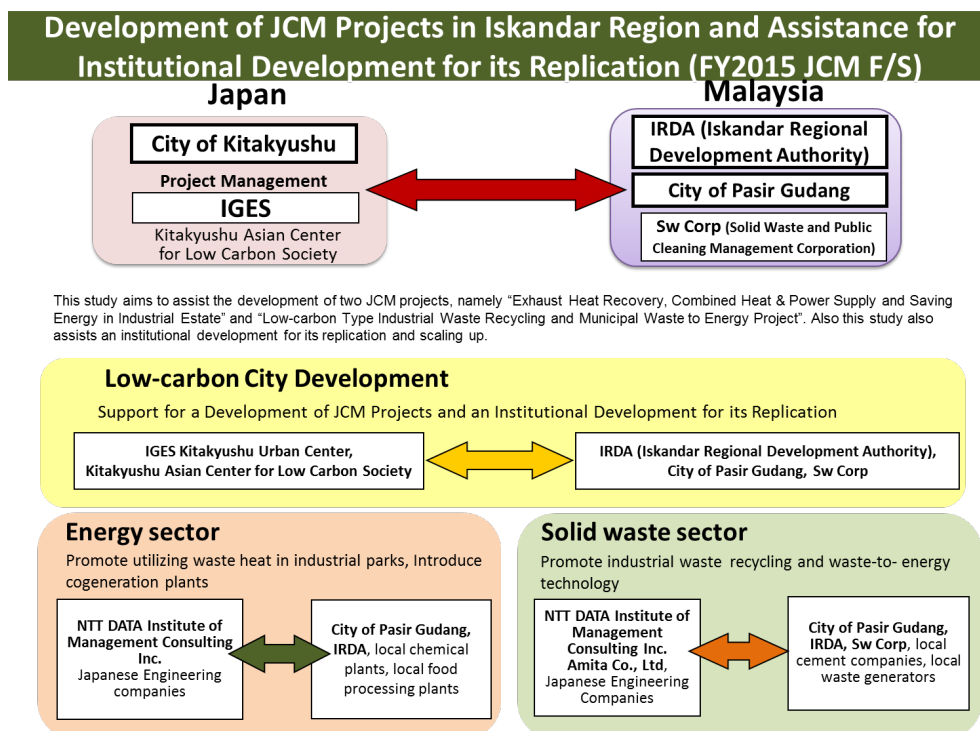 Development of JCM Projects in Iskandar Region and Assistance for
Institutional Development for its Replication (FY2015 JCM F/S)
Japan
Malaysia
City of Kitakyushu
Project Management
IGES
Kitakyushu Asian Center
for Low Carbon Society
IRDA (Iskandar Regional
Development Authority)
City of Pasir Gudang
Sw Corp (Solid Waste and Public
Cleaning Management Corporation)
This study aims to assist the development of two JCM projects, namely “Exhaust Heat Recovery, Combined Heat & Power Supply and Saving
Energy in Industrial Estate” and “Low-carbon Type Industrial Waste Recycling and Municipal Waste to Energy Project”. Also this study also
assists an institutional development for its replication and scaling up.
Low-carbon City Development
Support for a Development of JCM Projects and an Institutional Development for its Replication
IGES Kitakyushu Urban Center,
Kitakyushu Asian Center for Low Carbon Society
IRDA (Iskandar Regional Development Authority),
City of Pasir Gudang, Sw Corp
Energy sector
Promote utilizing waste heat in industrial parks, Introduce
cogeneration plants
NTT DATA Institute of
Management Consulting
Inc.
Japanese Engineering
companies
City of Pasir Gudang,
IRDA, local chemical
plants, local food
processing plants
Solid waste sector
Promote industrial waste recycling and waste-to- energy
technology
NTT DATA Institute of
Management
Consulting Inc.
Amita Co., Ltd,
Japanese Engineering
Companies
City of Pasir Gudang,
IRDA, Sw Corp, local
cement companies, local
waste generators